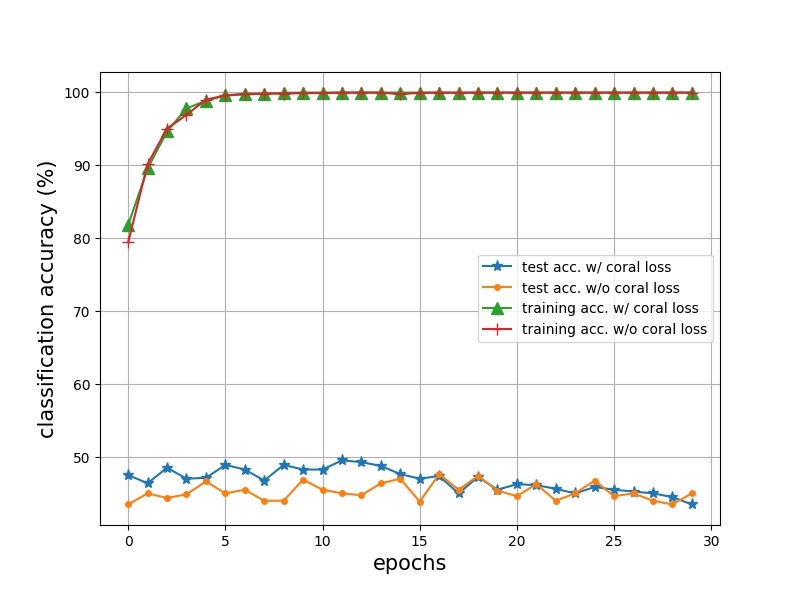 100
90
80
70
60
50
classification accuracy (%)
test acc. w/ coral loss
test acc. w/o coral loss
training acc. w/ coral loss
training acc. w/o coral loss
0 5 10 15 20 25 30
epochs